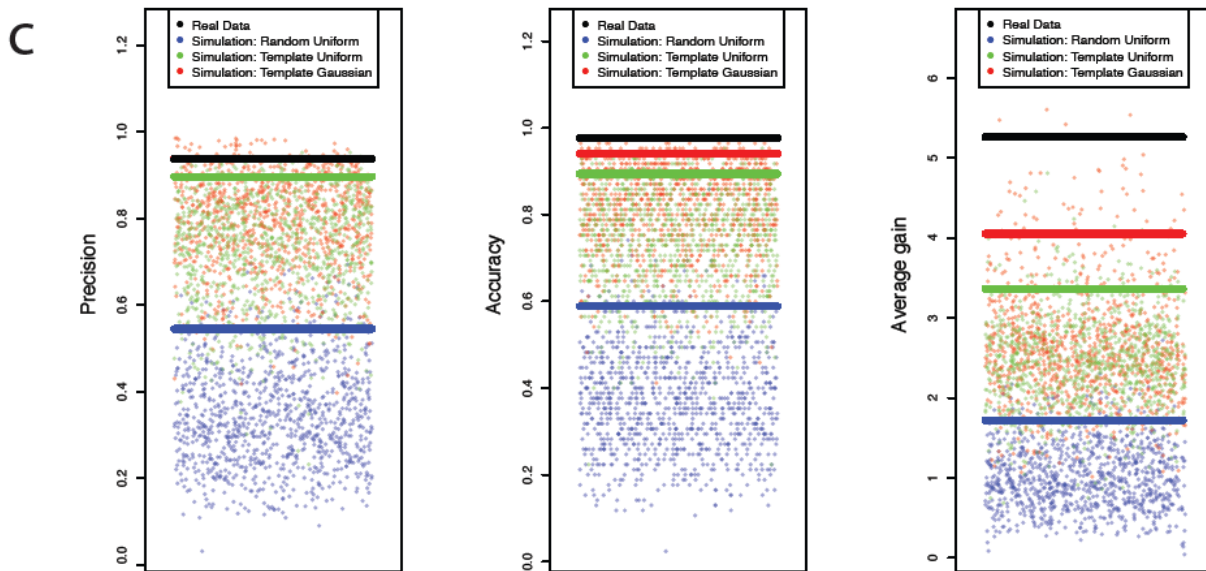 C
Real Data
Simulation: Random Uniform
Simulation: Template Uniform
Simulation: Template Gaussian
Precision
1.2
1.0
0.8
0.6
0.4
0.2
0.0
Real Data
Simulation: Random Uniform
Simulation: Template Uniform
Simulation: Template Gaussian
Accuracy
1.2
1.0
0.8
0.6
0.4
0.2
0.0
Real Data
Simulation: Random Uniform
Simulation: Template Uniform
Simulation: Template Gaussian
Average gain
6
5
4
3
2
1
0